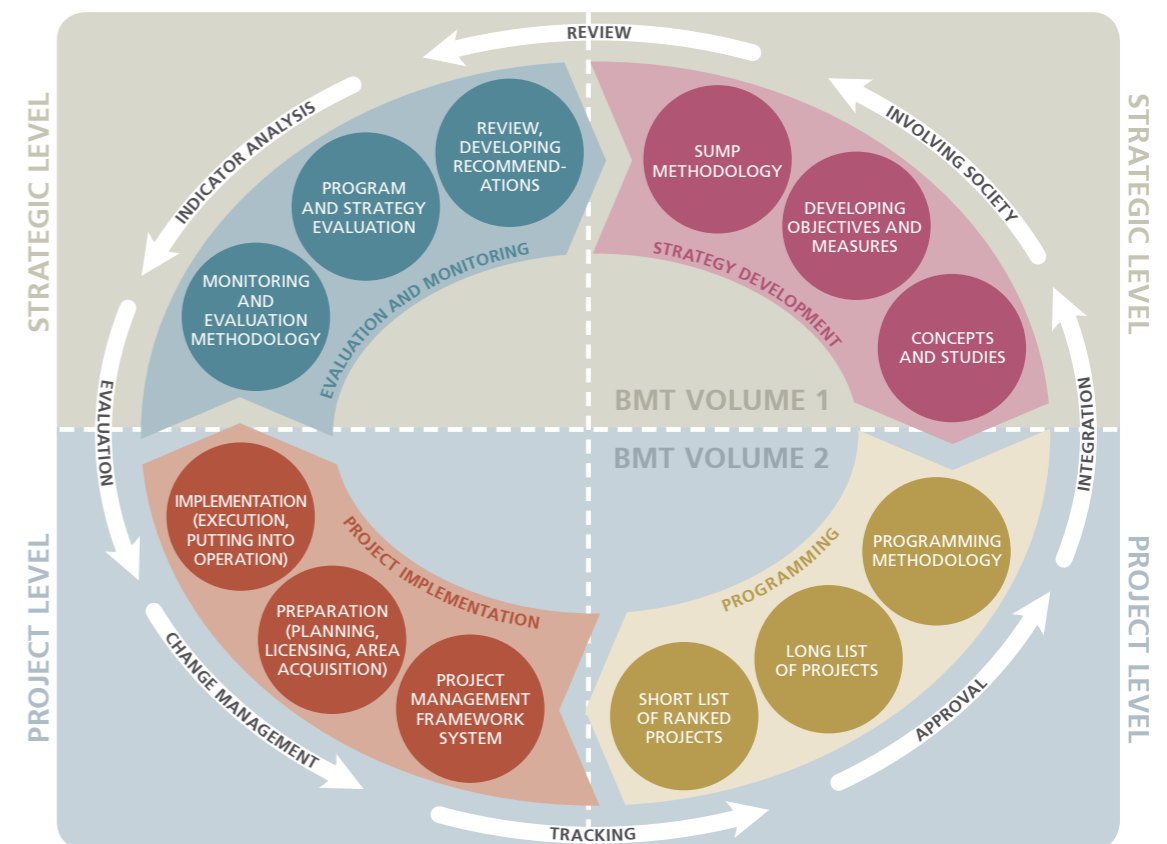 REVIEW
INVOLVING SOCIETY
INTEGRATION
APPROVAL
TRACKING
CHANGE MANAGEMENT
EVALUATION
INDICATOR ANALYSIS
STRATEGIC LEVEL
STRATEGIC LEVEL
PROJECT LEVEL
PROJECT LEVEL
STRATEGY DEVELOPMENT
SUMP
METHODOLOGY
DEVELOPING
OBJECTIVES AND
MEASURES
CONCEPTS
AND STUDIES
BMT VOLUME 1
BMT VOLUME 2
PROGRAMMING
PROGRAMMING
METHODOLOGY
LONG LIST
OF PROJECTS
SHORT LIST
OF RANKED
PROJECTS
PROJECT IMPLEMENTATION
PROJECT
MANAGEMENT
FRAMEWORK
SYSTEM
PREPARATION
(PLANNING,
LICENSING, AREA
ACQUISITION)
IMPLEMENTATION
(EXECUTION,
PUTTING INTO
OPERATION)
EVALUATION AND MONITORING
MONITORING
AND
EVALUATION
METHODOLOGY
PROGRAM
AND STRATEGY
EVALUATION
REVIEW,
DEVELOPING
RECOMMEND-
ATIONS